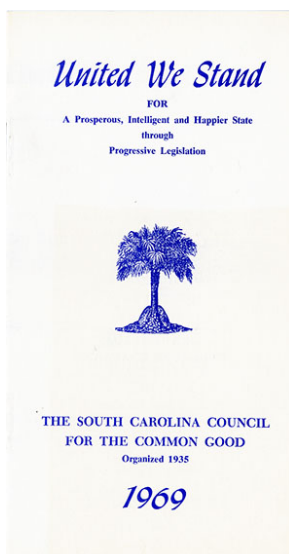 United We Stand
FOR
A Prosperous, Intelligent and Happier State
through
Progressive Legislation
THE SOUTH CAROLINA COUNCIL
FOR THE COMMON GOOD
Organized 1935
1969